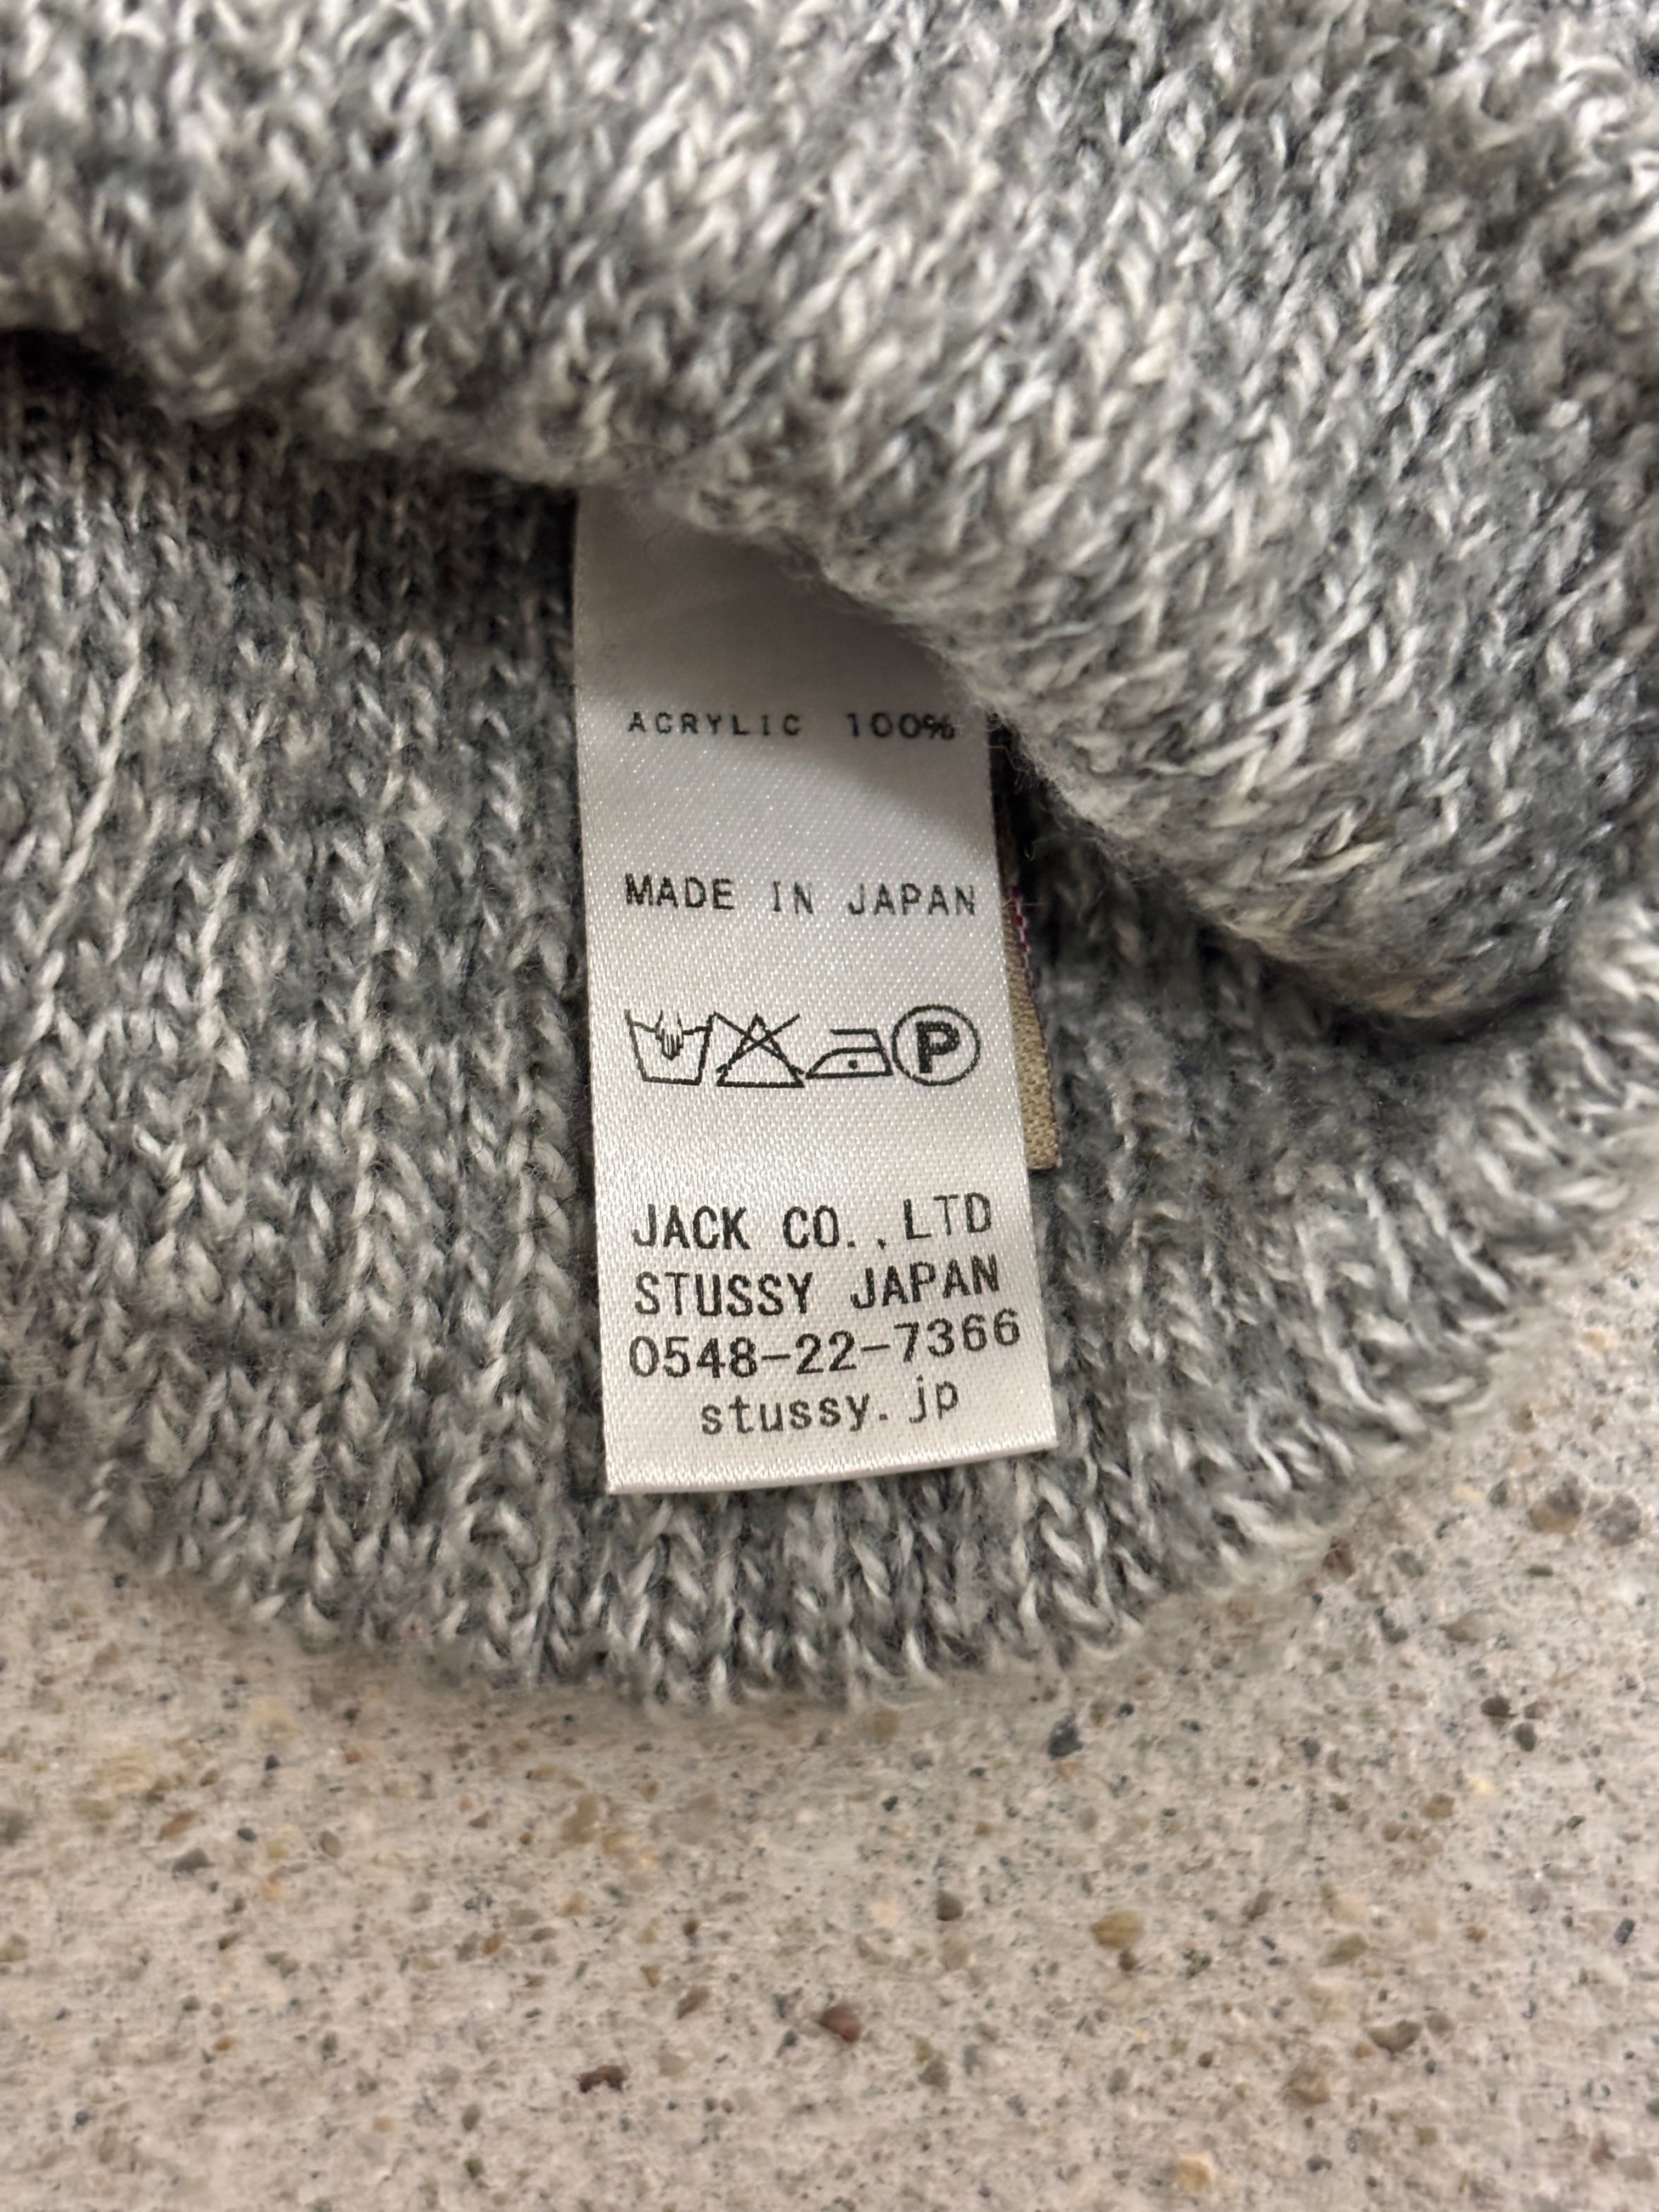 ACRYLIC 100%
MADE IN JAPAN
P
JACK CO.,LTD
STUSSY JAPAN
0548-22-7366
stussy.jp